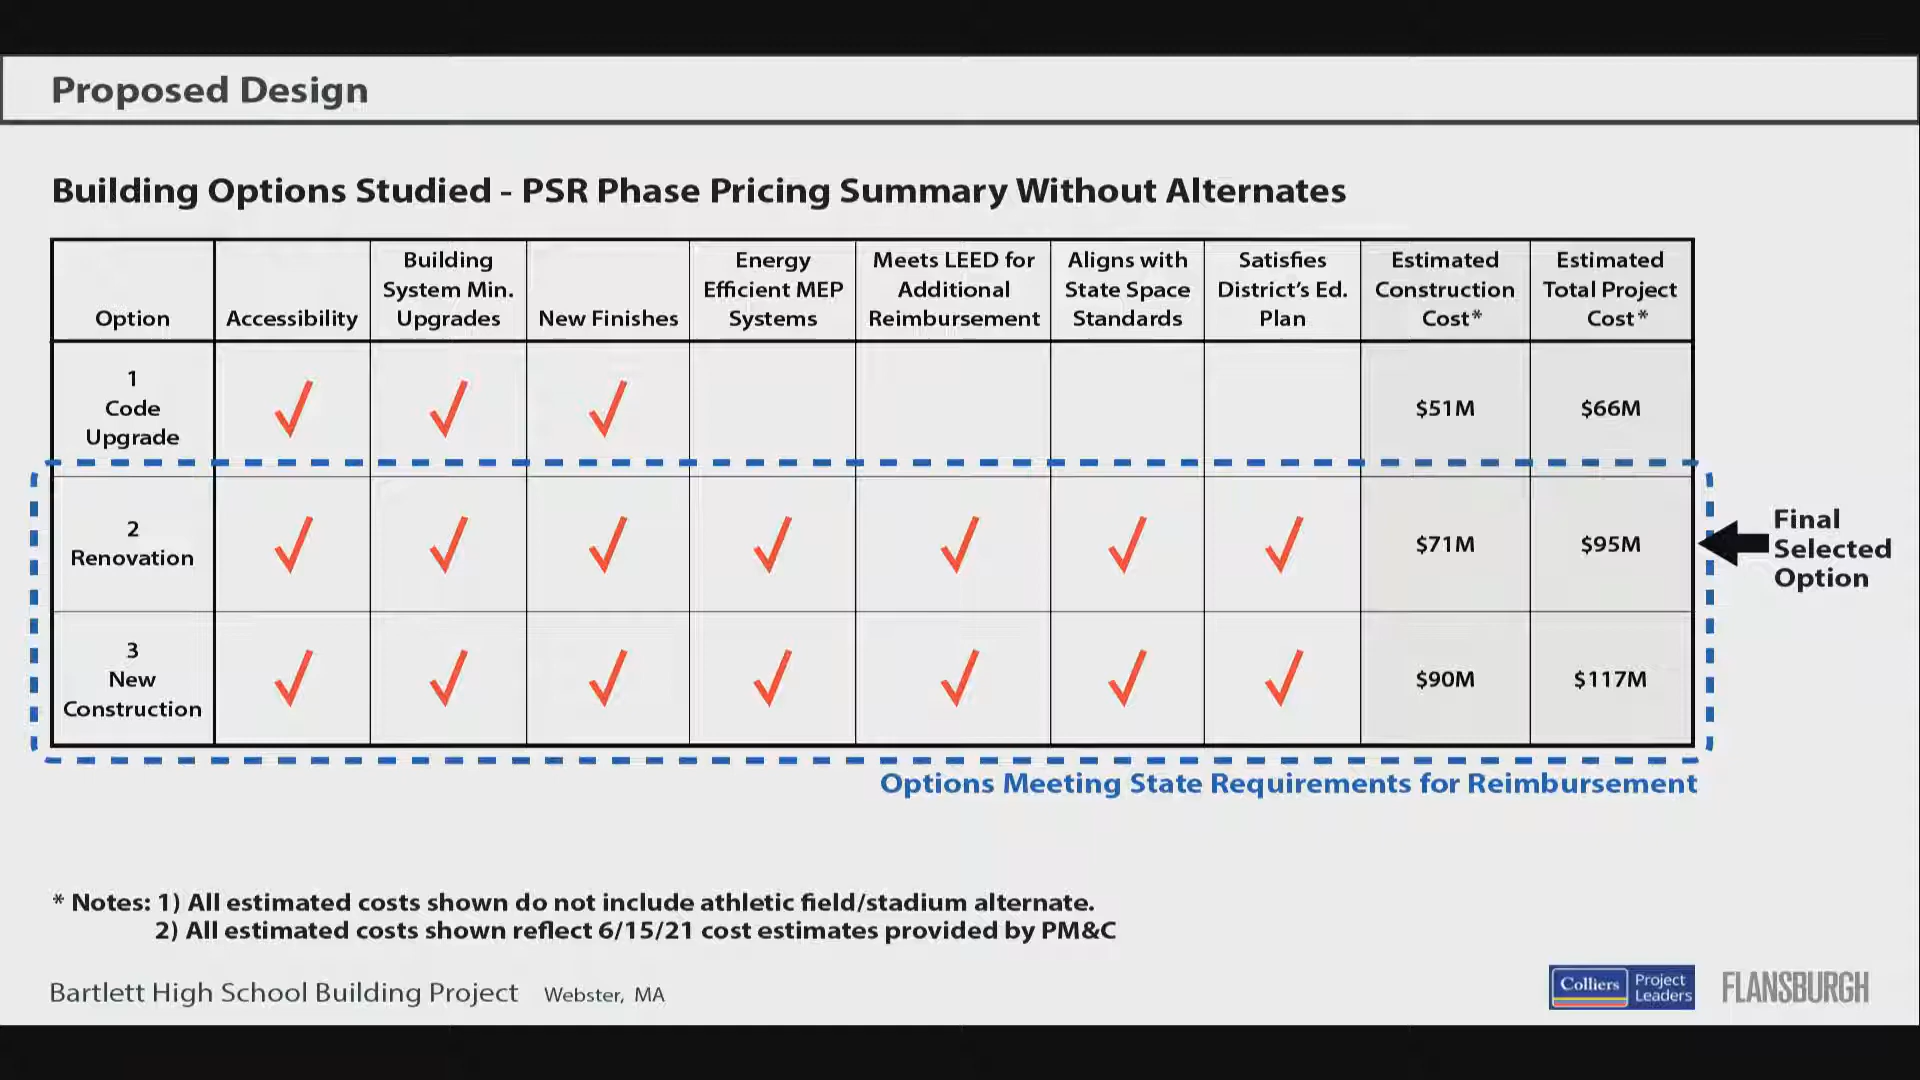 Proposed Design
Building Options Studied - PSR Phase Pricing Summary Without Alternates
Option
Accessibility
Building
System Min.
Upgrades
New Finishes
Energy
Efficient MEP
Systems
Meets LEED for
Additional
Reimbursement
Aligns with
State Space
Standards
Satisfies
District's Ed.
Plan
Estimated
Construction
Cost*
Estimated
Total Project
Cost*
1
Code
Upgrade
$51M
$66M
2
Renovation
$71M
$95M
3
New
Construction
$90M
$117M
Final
Selected
Option
Options Meeting State Requirements for Reimbursement
* Notes: 1) All estimated costs shown do not include athletic field/stadium alternate.
2) All estimated costs shown reflect 6/15/21 cost estimates provided by PM&C
Bartlett High School Building Project Webster, MA
Colliers
Project
Leaders
FLANSBURGH